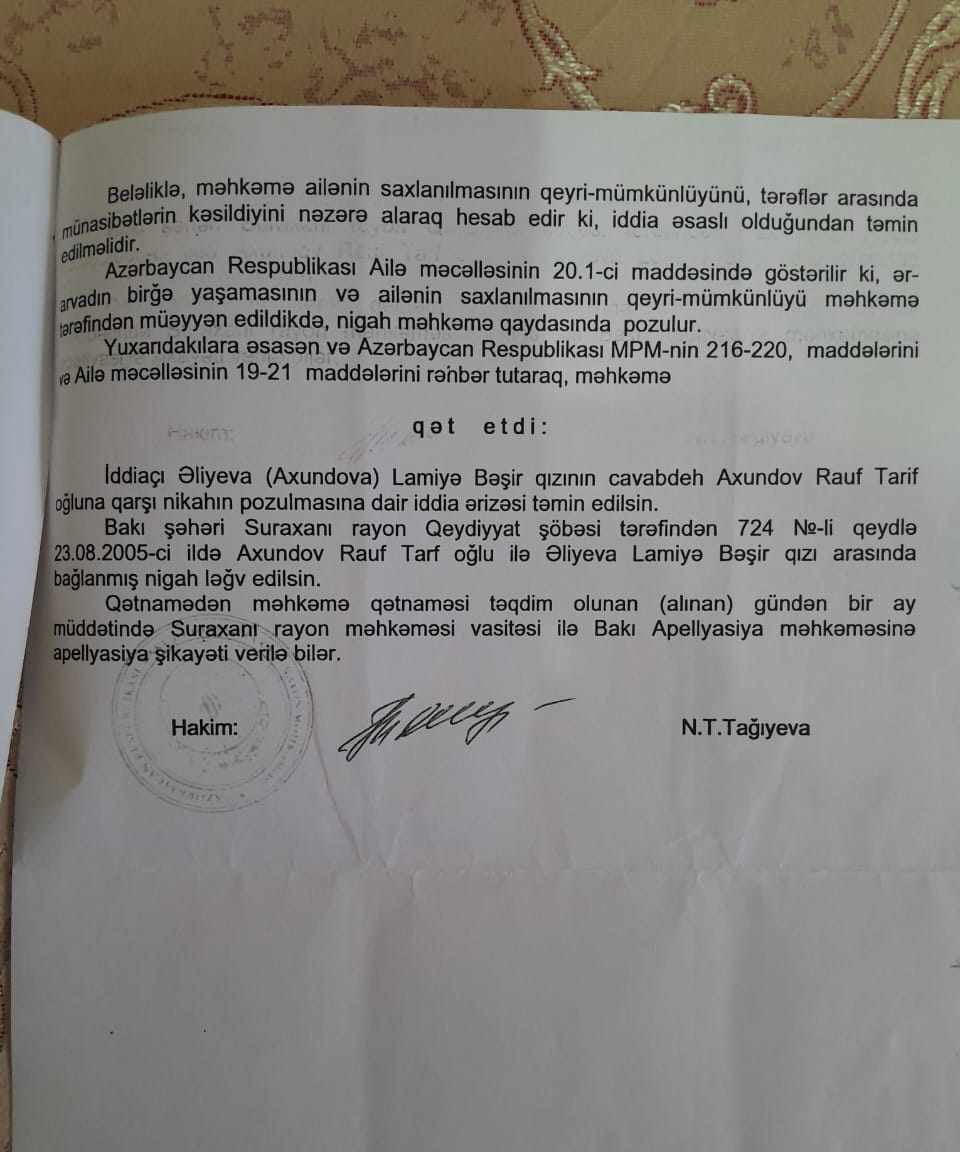 Beləliklə, məhkəmə ailənin saxlanılmasının qeyri-mümkünlüyünü, tərəflər arasında
münasibətlərin kəsildiyini nəzərə alaraq hesab edir ki, iddia əsaslı olduğundan təmin
edilməlidir.
Azərbaycan Respublikası Ailə məcəlləsinin 20.1-ci maddəsində göstərilir ki, ər-
arvadın birğə yaşamasının və ailənin saxlanılmasının qeyri-mümkünlüyü məhkəmə
tərəfindən müəyyən edildikdə, nigah məhkəmə qaydasında pozulur.
Yuxarıdakılara əsasən və Azərbaycan Respublikası MPM-nin 216-220, maddələrini
və Ailə məcəlləsinin 19-21 maddələrini rəhbər tutaraq, məhkəmə
qət etdi:
İddiaçı Əliyeva (Axundova) Lamiyə Bəşir qızının cavabdeh Axundov Rauf Tarif
oğluna qarşı nikahın pozulmasına dair iddia ərizəsi təmin edilsin.
Bakı şəhəri Suraxanı rayon Qeydiyyat şöbəsi tərəfindən 724 №-li qeydlə
23.08.2005-ci ildə Axundov Rauf Tarf oğlu ilə Əliyeva Lamiyə Bəşir qızı arasında
bağlanmış nigah ləğv edilsin.
Qətnamədən məhkəmə qətnaməsi təqdim olunan (alınan) gündən bir ay
müddətində Suraxanı rayon məhkəməsi vasitəsi ilə Bakı Apellyasiya məhkəməsinə
apellyasiya şikayəti verilə bilər.
Hakim: N.T.Tağıyeva